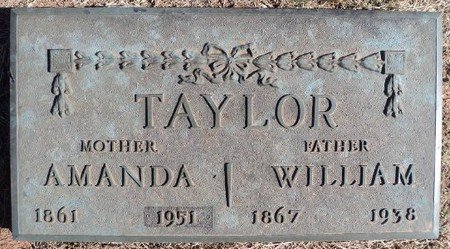 TAYLOR
MOTHER FATHER
AMANDA WILLIAM
1861 1951 1867 1938